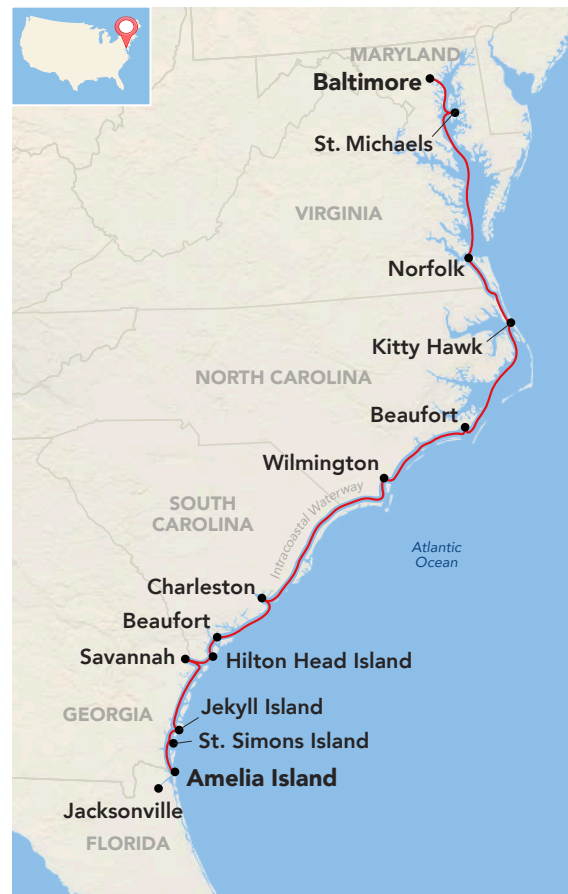 MARYLAND
Baltimore
St. Michaels
VIRGINIA
Norfolk
Kitty Hawk
NORTH CAROLINA
Beaufort
Wilmington
Intracoastal Waterway
SOUTH
CAROLINA
Atlantic
Ocean
Charleston
Beaufort
Savannah
Hilton Head Island
GEORGIA
Jekyll Island
St. Simons Island
Amelia Island
Jacksonville
FLORIDA